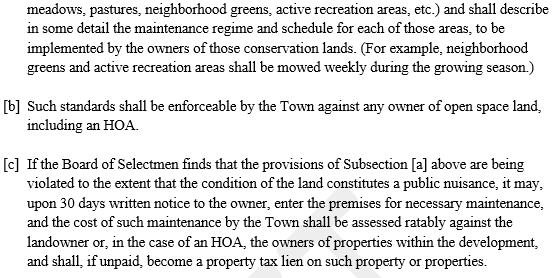 meadows, pastures, neighborhood greens, active recreation areas, etc.) and shall describe
in some detail the maintenance regime and schedule for each of those areas, to be
implemented by the owners of those conservation lands. (For example, neighborhood
greens and active recreation areas shall be mowed weekly during the growing season.)
[b] Such standards shall be enforceable by the Town against any owner of open space land,
including an HOA.
[c] If the Board of Selectmen finds that the provisions of Subsection [a] above are being
violated to the extent that the condition of the land constitutes a public nuisance, it may,
upon 30 days written notice to the owner, enter the premises for necessary maintenance,
and the cost of such maintenance by the Town shall be assessed ratably against the
landowner or, in the case of an HOA, the owners of properties within the development,
and shall, if unpaid, become a property tax lien on such property or properties.